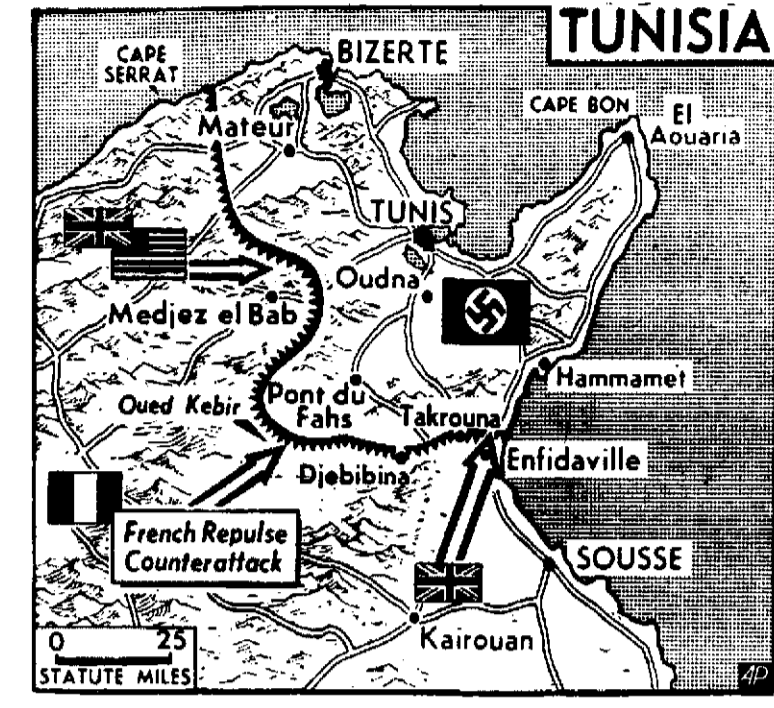 TUNISIA
CAPE
SERRAT
BIZERTE
CAPE BON
El
Aouaria
Mateur
TUNIS
Oudna
Medjez el Bab
Hammamet
Oued Kebir
Pont du
Fahs
Takrouna
Enfidaville
Djebibina
French Repulse
Counterattack
SOUSSE
Kairouan
0 25
STATUTE MILES
AP